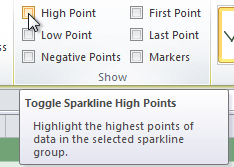 High Point First Point
Low Point Last Point
Negative Points Markers
Show
Toggle Sparkline High Points
Highlight the highest points of
data in the selected sparkline
group.